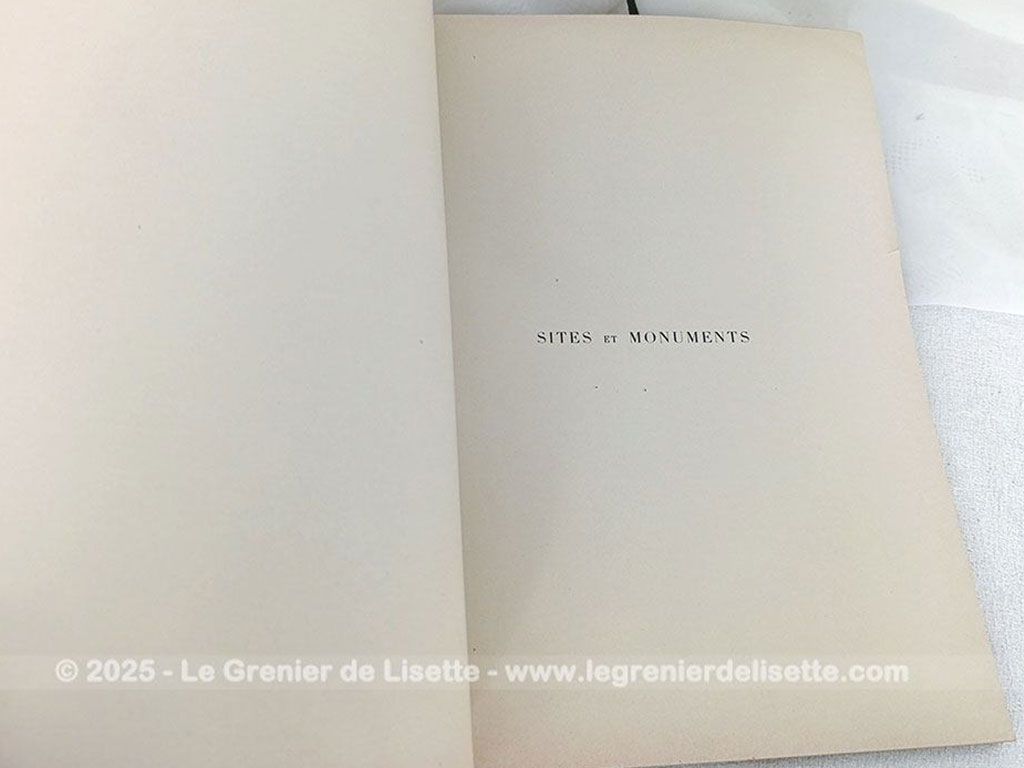 SITES ET MONUMENTS
© 2025 - Le Grenier de Lisette - www.legrenierdelisette.com